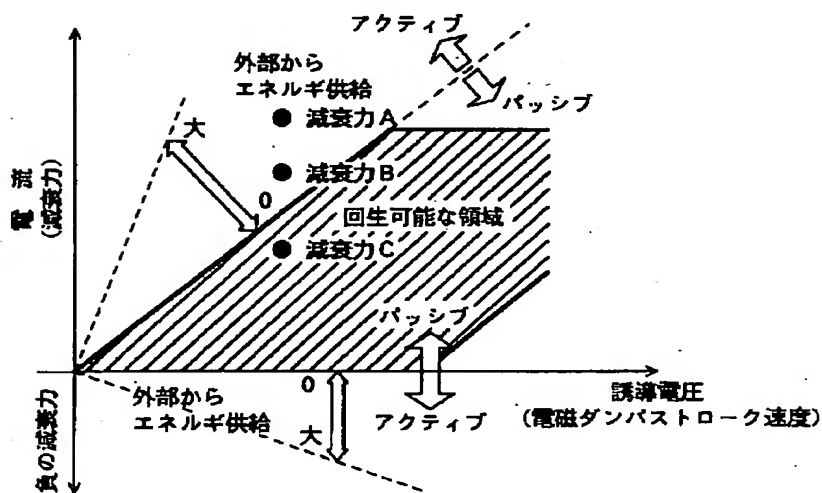 アクティブ
外部から
エネルギ供給
パッシブ
減衰力A
大
減衰力B
電流
(減衰力)
0
回生可能な領域
減衰力C
パッシブ
0
誘導電圧
(電磁ダンパストローク速度)
外部から
エネルギ供給
大
アクティブ
負の減衰力